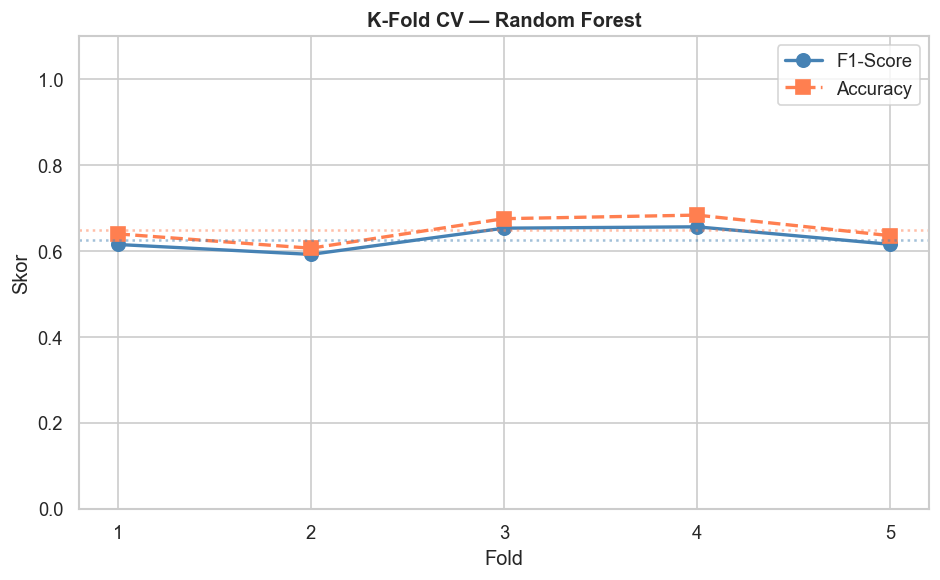 K-Fold CV — Random Forest
F1-Score
Accuracy
1.0
0.8
0.6
0.4
0.2
0.0
Skor
1 2 3 4 5
Fold